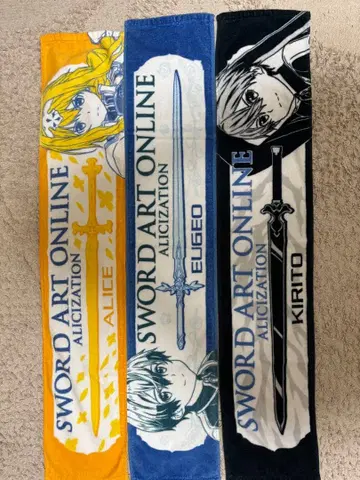 SWORD ART ONLINE
ALICIZATION
ALICE
SWORD ART ONLINE
ALICIZATION
EUGEO
SWORD ART ONLINE
ALICIZATION
KIRITO